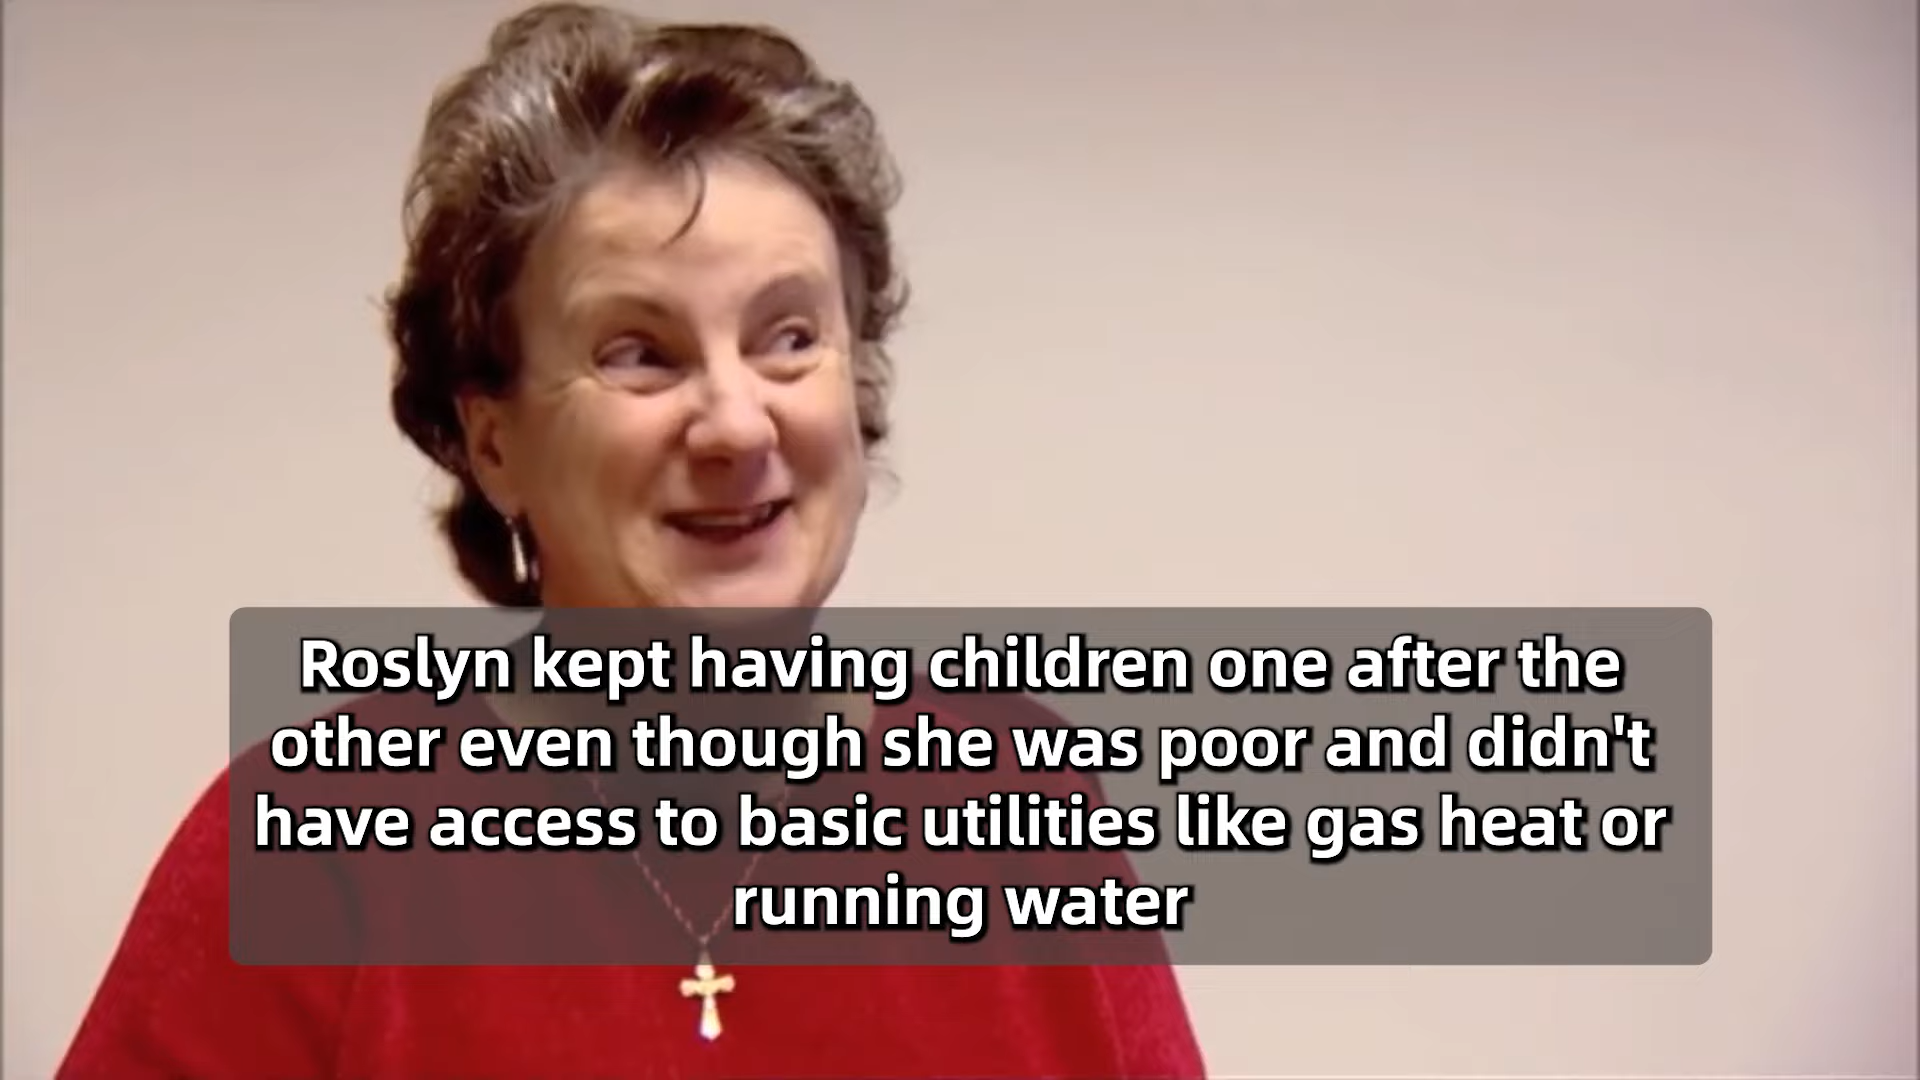 Roslyn kept having children one after the
other even though she was poor and didn't
have access to basic utilities like gas heat or
running water